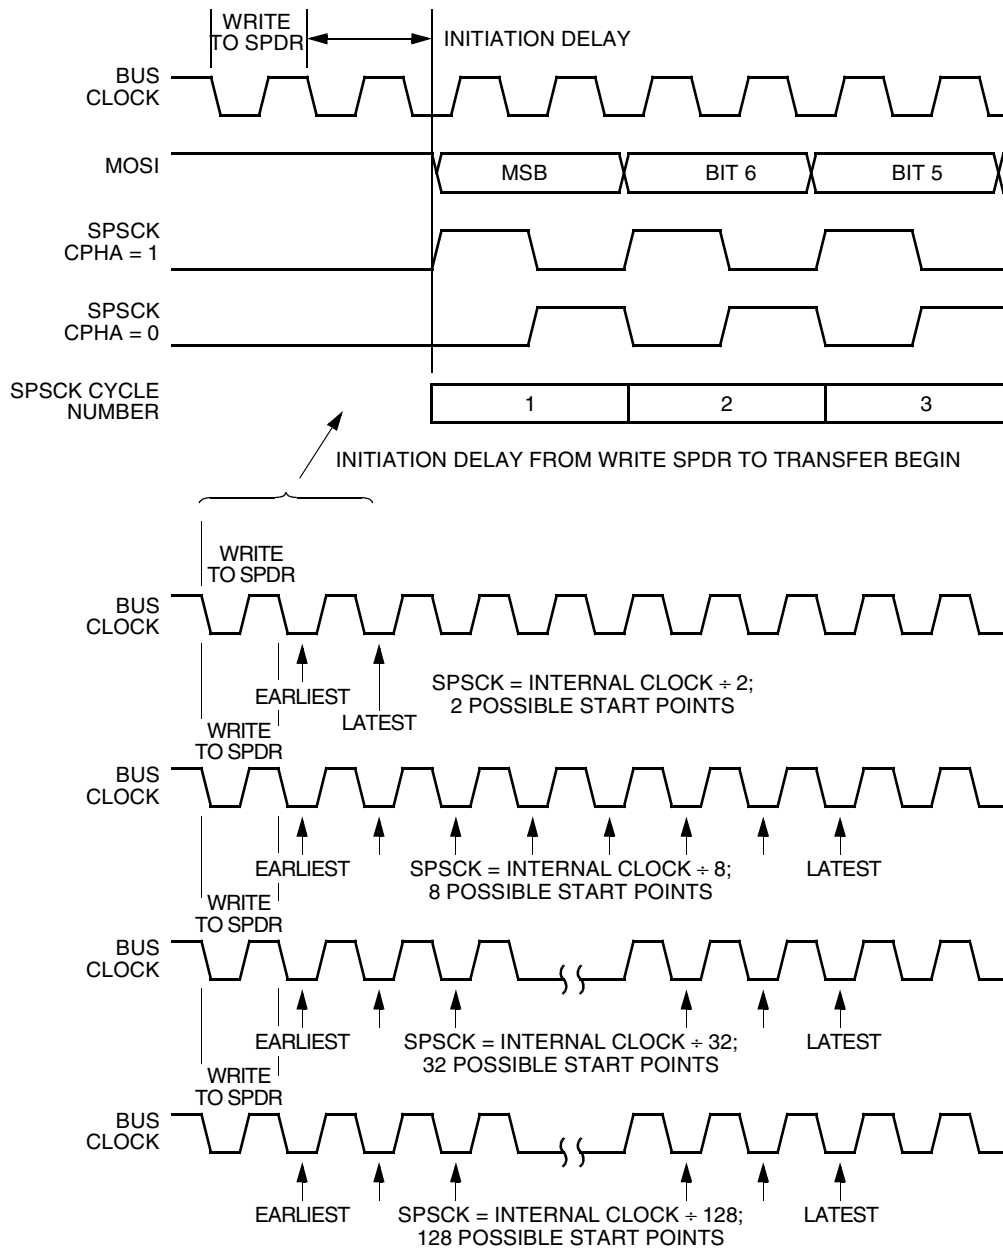 WRITE
TO SPDR
INITIATION DELAY
BUS
CLOCK
MOSI
MSB
BIT 6
BIT 5
SPSCK
CPHA = 1
SPSCK
CPHA = 0
SPSCK CYCLE
NUMBER
1
2
3
INITIATION DELAY FROM WRITE SPDR TO TRANSFER BEGIN
WRITE
TO SPDR
BUS
CLOCK
EARLIEST
LATEST
SPSCK = INTERNAL CLOCK ÷ 2;
2 POSSIBLE START POINTS
WRITE
TO SPDR
BUS
CLOCK
EARLIEST
SPSCK = INTERNAL CLOCK ÷ 8;
8 POSSIBLE START POINTS
LATEST
WRITE
TO SPDR
BUS
CLOCK
EARLIEST
SPSCK = INTERNAL CLOCK ÷ 32;
32 POSSIBLE START POINTS
LATEST
WRITE
TO SPDR
BUS
CLOCK
EARLIEST
SPSCK = INTERNAL CLOCK ÷ 128;
128 POSSIBLE START POINTS
LATEST